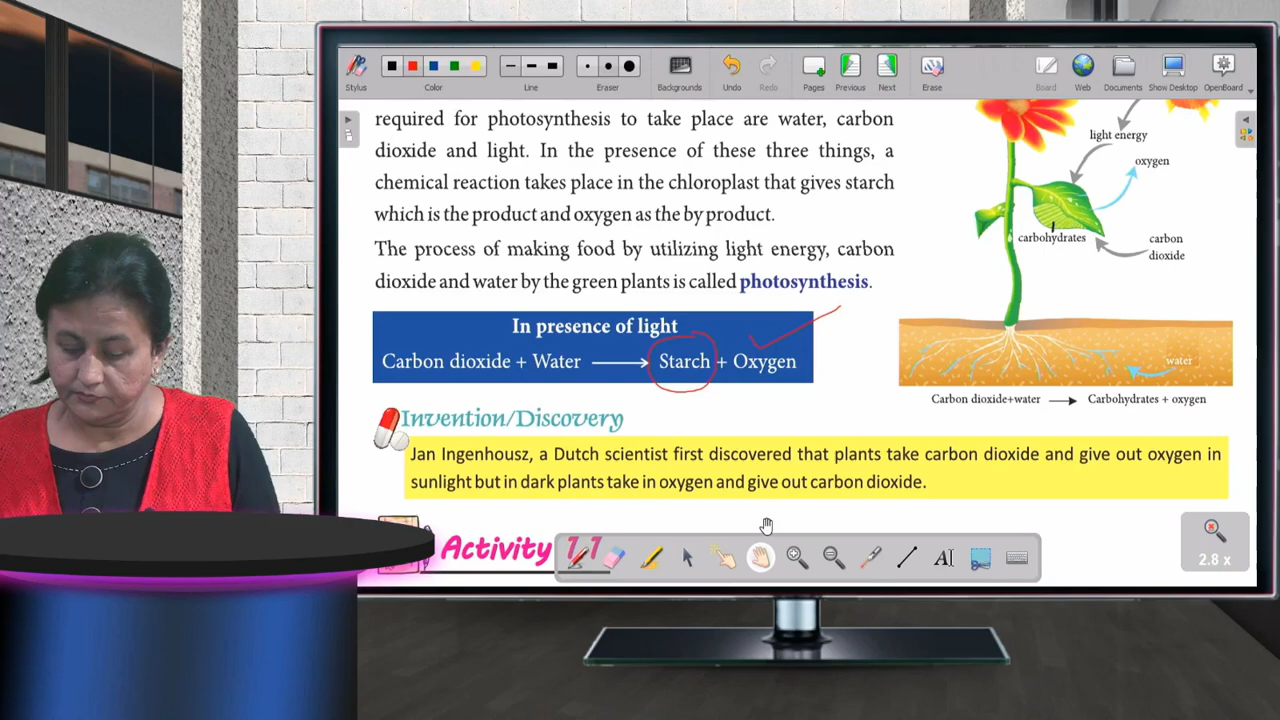 Stylus Color Line Eraser Backgrounds Undo Redo Pages Previous Next Erase Board Web Documents Show Desktop OpenBoard
required for photosynthesis to take place are water, carbon
dioxide and light. In the presence of these three things, a
chemical reaction takes place in the chloroplast that gives starch
which is the product and oxygen as the by product.
The process of making food by utilizing light energy, carbon
dioxide and water by the green plants is called photosynthesis.
In presence of light
Carbon dioxide + Water ⟶ Starch + Oxygen
light energy
oxygen
carbohydrates
carbon
dioxide
water
Carbon dioxide+water ⟶ Carbohydrates + oxygen
Invention/Discovery
Jan Ingenhousz, a Dutch scientist first discovered that plants take carbon dioxide and give out oxygen in
sunlight but in dark plants take in oxygen and give out carbon dioxide.
Activity 1.1
2.8 x